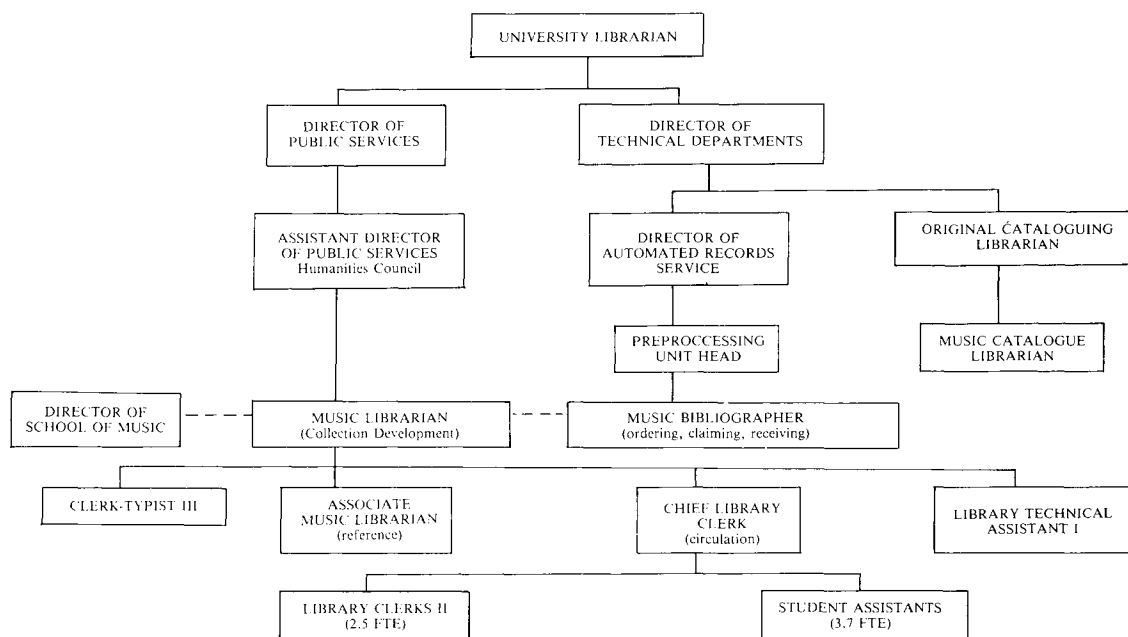 UNIVERSITY LIBRARIAN
DIRECTOR OF
PUBLIC SERVICES
DIRECTOR OF
TECHNICAL DEPARTMENTS
ASSISTANT DIRECTOR
OF PUBLIC SERVICES
Humanities Council
DIRECTOR OF
AUTOMATED RECORDS
SERVICE
ORIGINAL CATALOGUING
LIBRARIAN
PREPROCCESSING
UNIT HEAD
MUSIC CATALOGUE
LIBRARIAN
DIRECTOR OF
SCHOOL OF MUSIC
MUSIC LIBRARIAN
(Collection Development)
MUSIC BIBLIOGRAPHER
(ordering, claiming, receiving)
CLERK-TYPIST III
ASSOCIATE
MUSIC LIBRARIAN
(reference)
CHIEF LIBRARY
CLERK
(circulation)
LIBRARY TECHNICAL
ASSISTANT I
LIBRARY CLERKS II
(2.5 FTE)
STUDENT ASSISTANTS
(3.7 FTE)